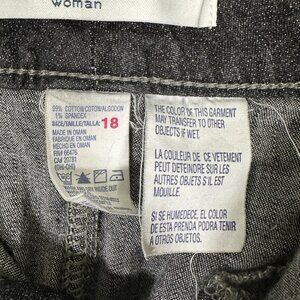 woman
99% COTTON/COTON/ALGODON
1% SPANDEX
SIZE/TAILLE/TALLA: 18
MADE IN OMAN
FABRIQUE EN OMAN
HECHO EN OMAN
THE COLOR OF THIS GARMENT
MAY TRANSFER TO OTHER
OBJECTS IF WET.
LA COULEUR DE CE VETEMENT
PEUT DETEINDRE SUR LES
AUTRES OBJETS S'IL EST
MOUILLE.
SI SE HUMEDECE, EL COLOR
DE ESTA PRENDA PODRA TENIR
A OTROS OBJETOS.